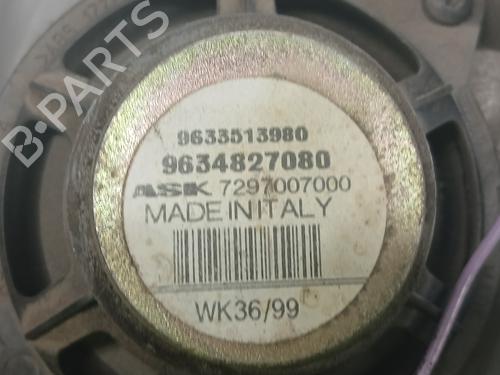 B-PARTS
9633513980
9634827080
ASK 7297007000
MADE IN ITALY
WK36/99